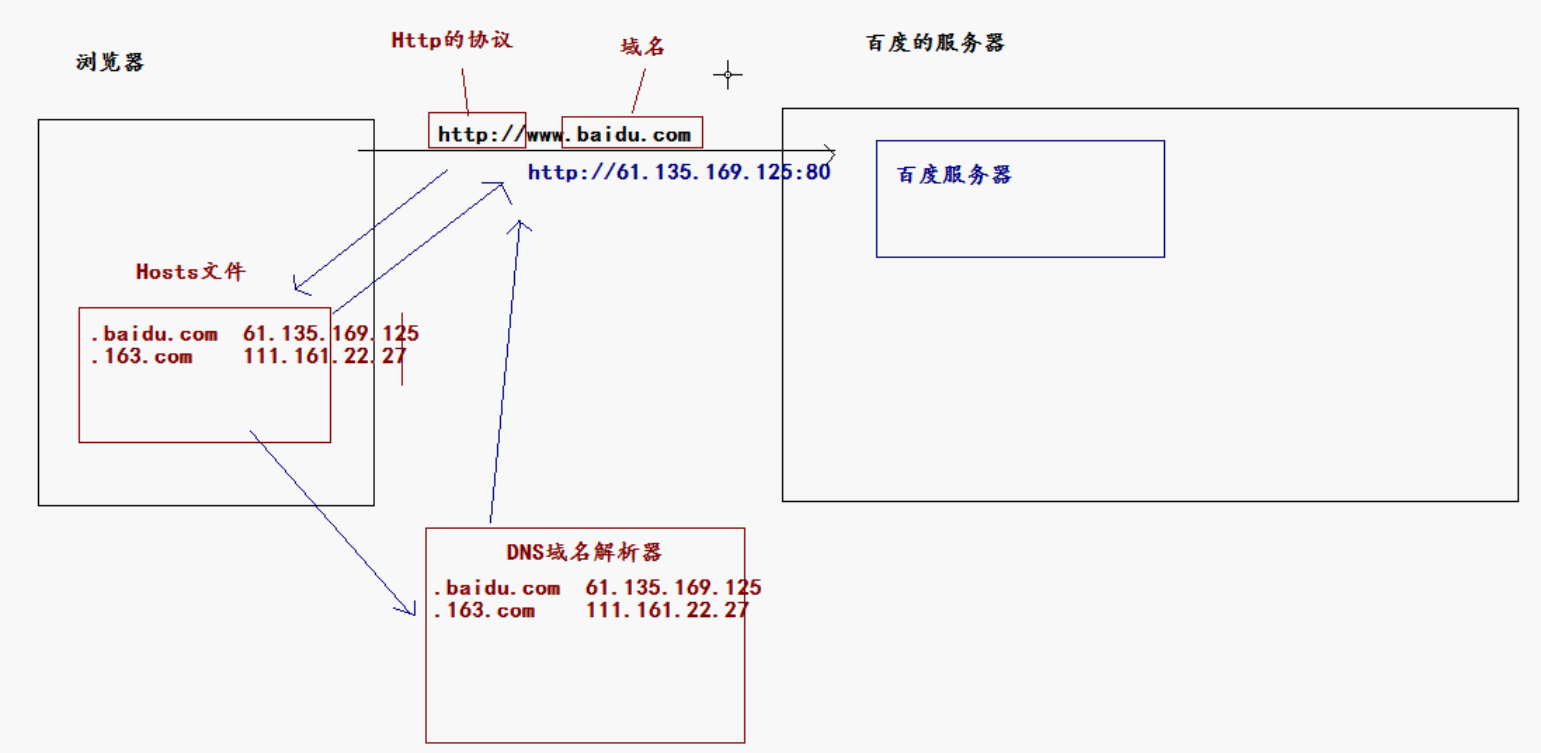 浏览器
Http的协议
域名
百度的服务器
http://www.baidu.com
http://61.135.169.125:80
百度服务器
Hosts文件
.baidu.com 61.135.169.125
.163.com 111.161.22.27
DNS域名解析器
.baidu.com 61.135.169.125
.163.com 111.161.22.27